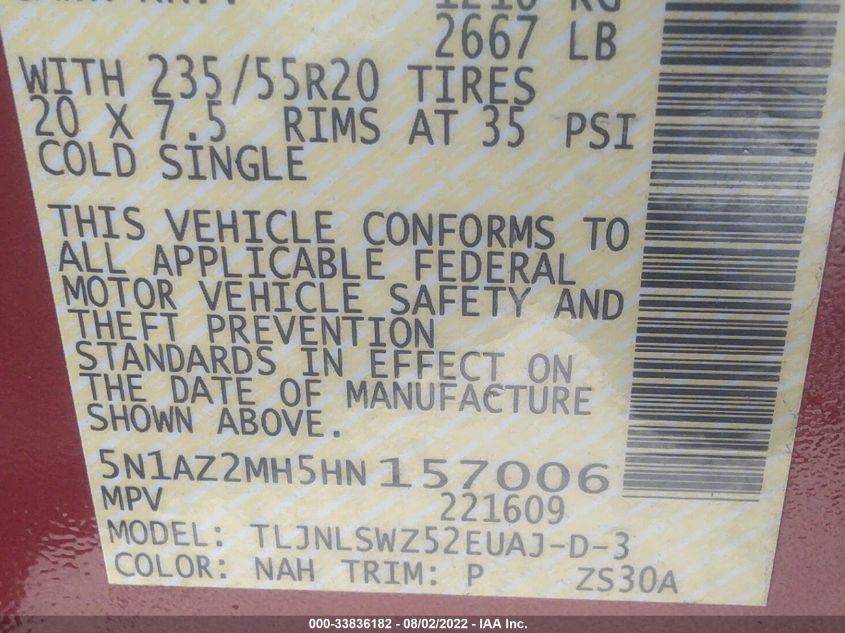 1210 KG
2667 LB
WITH 235/55R20 TIRES
20 X 7.5 RIMS AT 35 PSI
COLD SINGLE
THIS VEHICLE CONFORMS TO
ALL APPLICABLE FEDERAL
MOTOR VEHICLE SAFETY AND
THEFT PREVENTION
STANDARDS IN EFFECT ON
THE DATE OF MANUFACTURE
SHOWN ABOVE.
5N1AZ2MH5HN157006
MPV 221609
MODEL: TLJNLSWZ52EUAJ-D-3
COLOR: NAH TRIM: P ZS30A
000-33836182 - 08/02/2022 - IAA Inc.